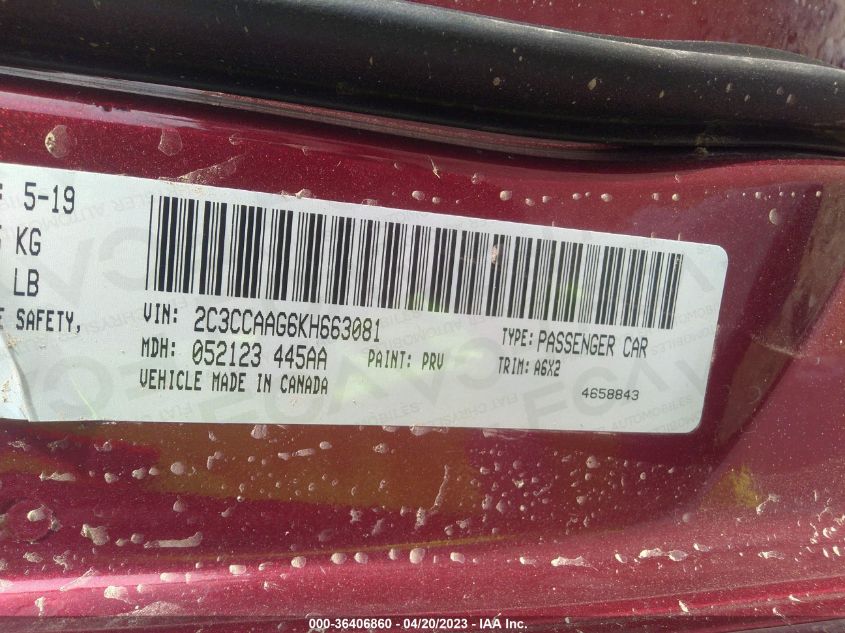 5-19
KG
LB
SAFETY,
VIN: 2C3CCAAG6KH663081
TYPE: PASSENGER CAR
MDH: 052123 445AA
PAINT: PRV
TRIM: A6X2
VEHICLE MADE IN CANADA
4658843
000-36406860 - 04/20/2023 - IAA Inc.